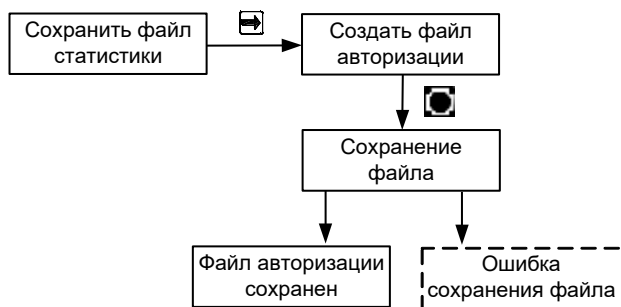 Сохранить файл
статистики
Создать файл
авторизации
Сохранение
файла
Файл авторизации
сохранен
Ошибка
сохранения файла